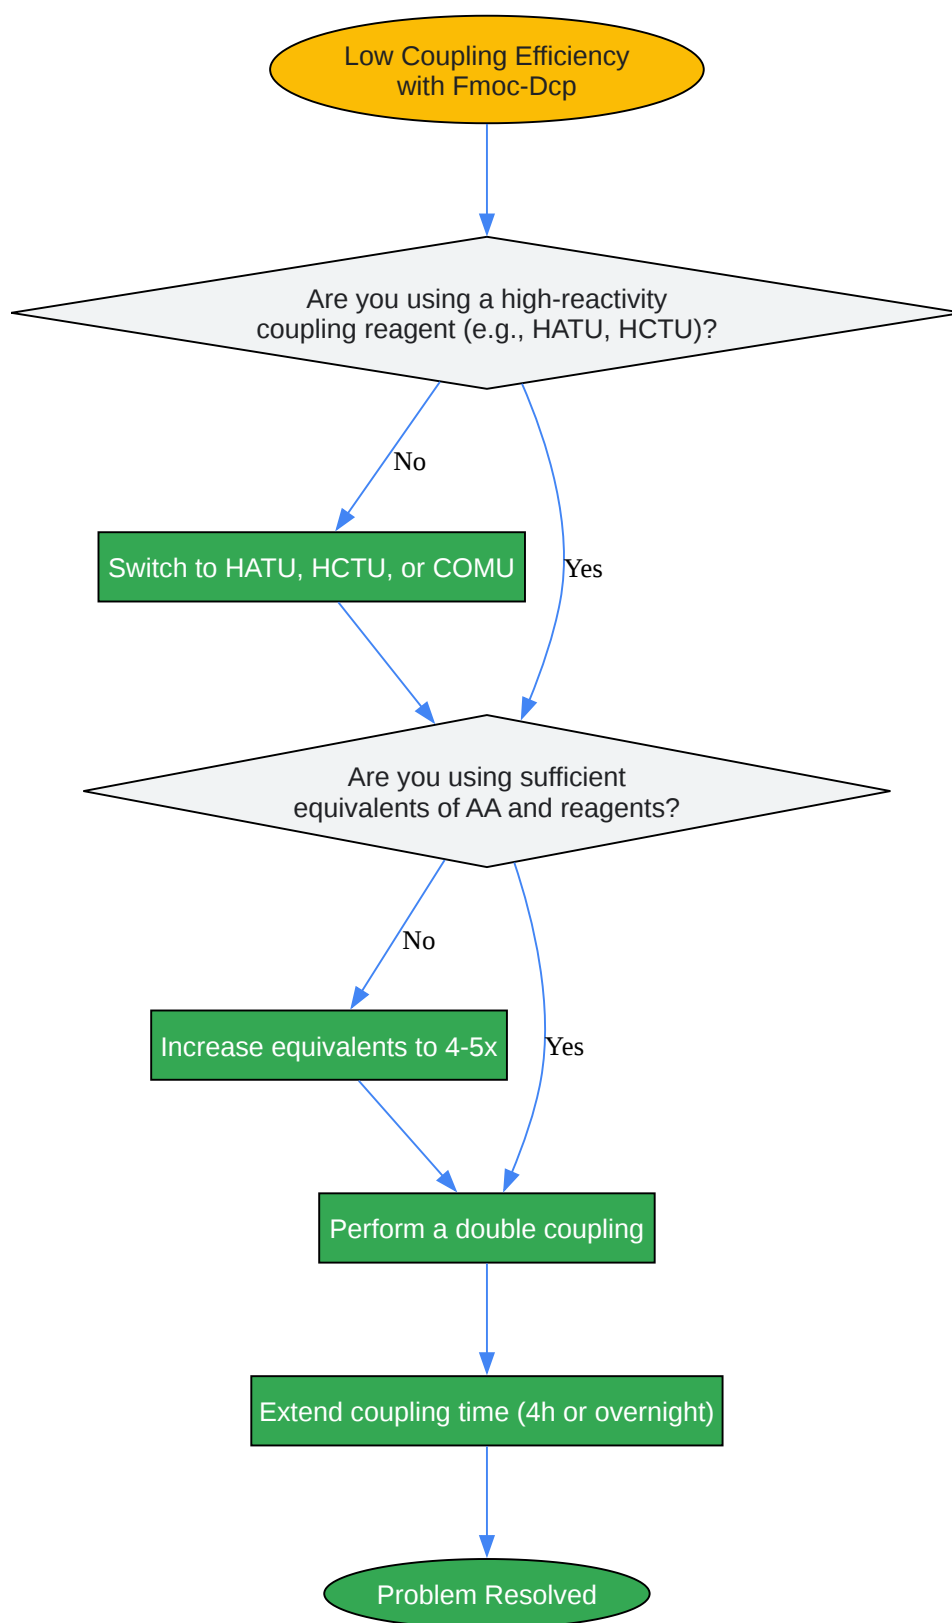 Low Coupling Efficiency
with Fmoc-Dcp
Are you using a high-reactivity
coupling reagent (e.g., HATU, HCTU)?
No
Switch to HATU, HCTU, or COMU
Yes
Are you using sufficient
equivalents of AA and reagents?
No
Increase equivalents to 4-5x
Yes
Perform a double coupling
Extend coupling time (4h or overnight)
Problem Resolved